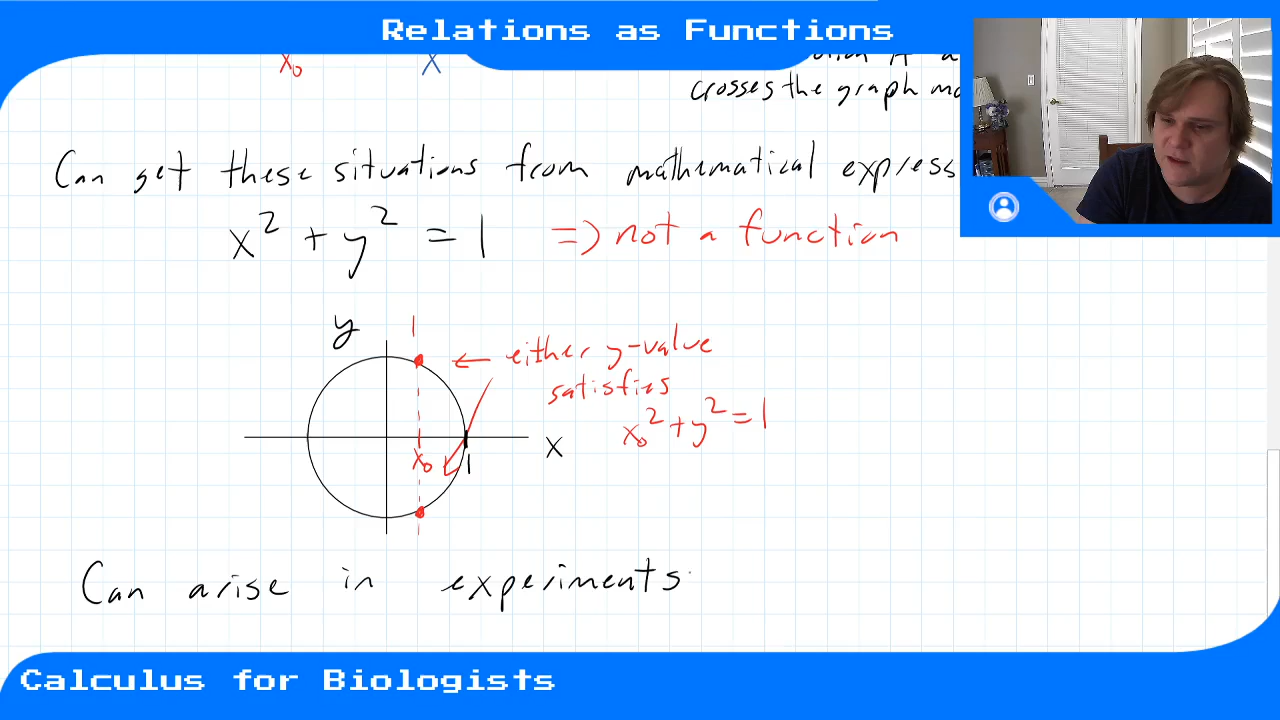 Relations as Functions
x₀ x
crosses the graph
Can get these situations from mathematical express
x² + y² = 1 => not a function
y
either y-value
satisfies
x₀² + y² = 1
x₀ 1 x
Can arise in experiments
Calculus for Biologists